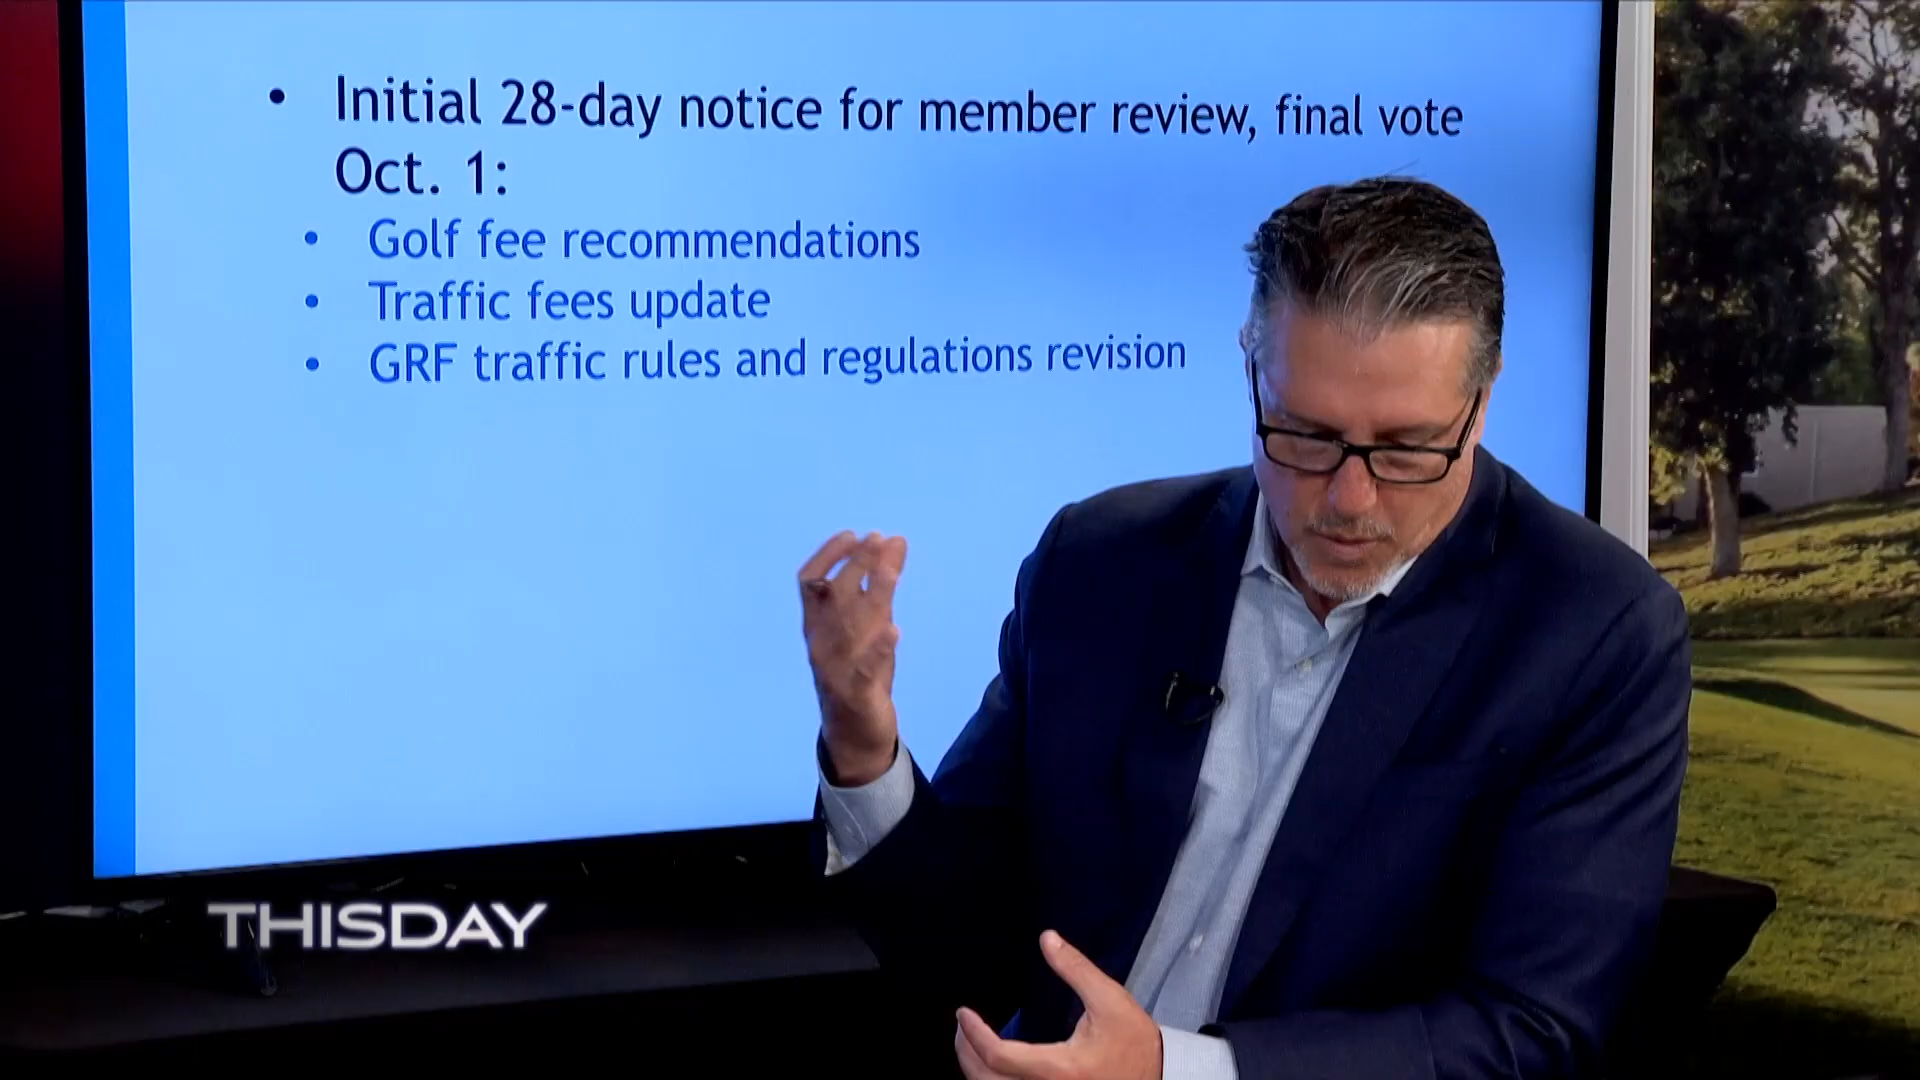 • Initial 28-day notice for member review, final vote
Oct. 1:
• Golf fee recommendations
• Traffic fees update
• GRF traffic rules and regulations revision
THISDAY